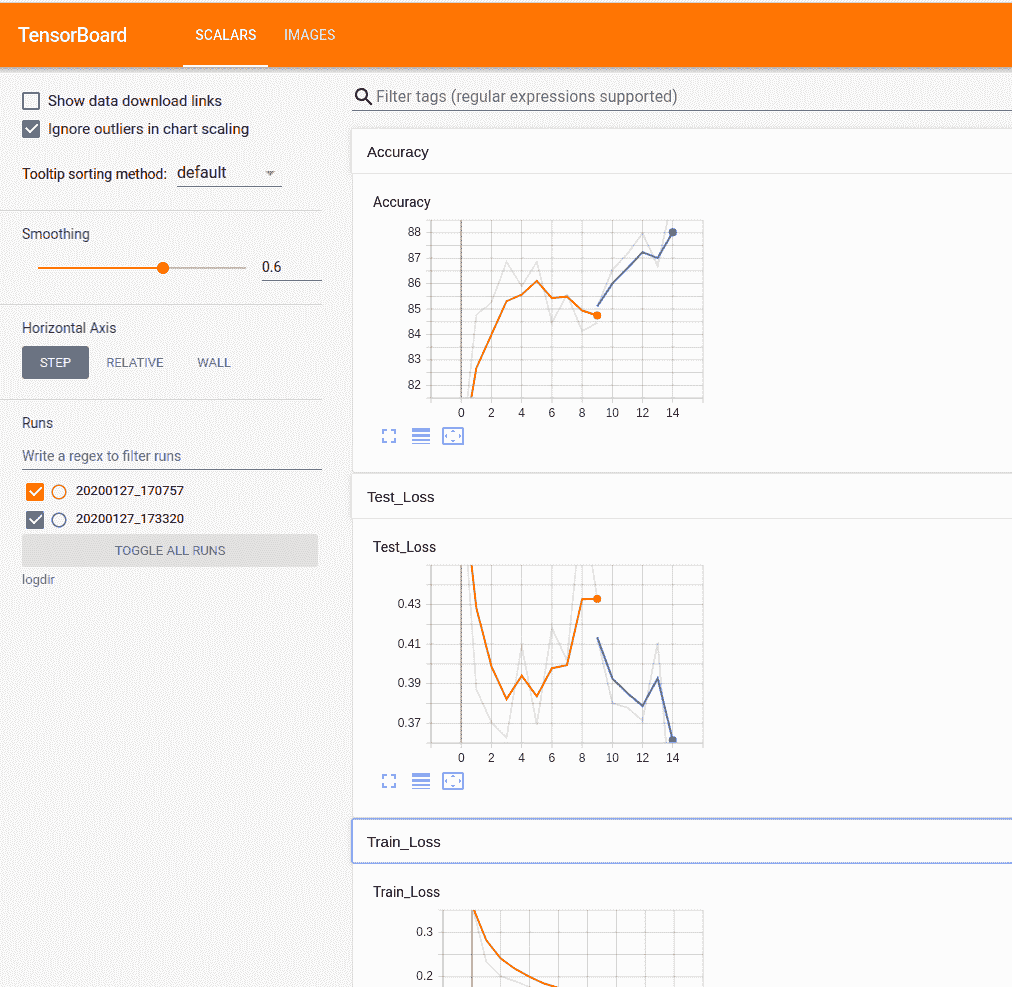 TensorBoard SCALARS IMAGES
Show data download links
Ignore outliers in chart scaling
Tooltip sorting method: default
Smoothing
0.6
Horizontal Axis
STEP RELATIVE WALL
Runs
Write a regex to filter runs
20200127_170757
20200127_173320
TOGGLE ALL RUNS
logdir
Filter tags (regular expressions supported)
Accuracy
Accuracy
88
87
86
85
84
83
82
0 2 4 6 8 10 12 14
Test_Loss
Test_Loss
0.43
0.41
0.39
0.37
0 2 4 6 8 10 12 14
Train_Loss
Train_Loss
0.3
0.2